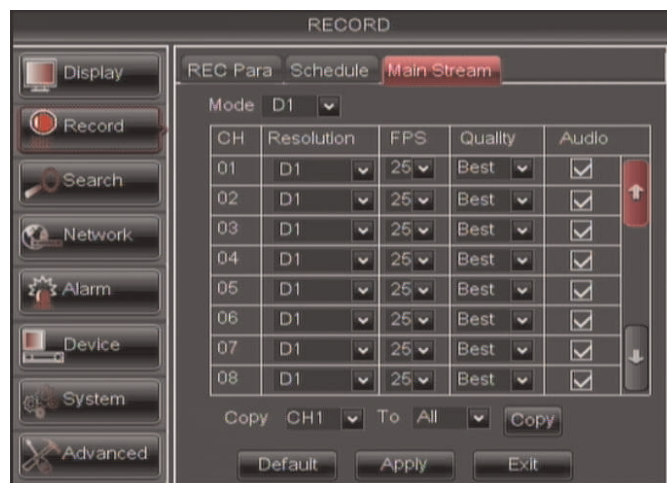 RECORD
Display
Record
Search
Network
Alarm
Device
System
Advanced
REC Para Schedule Main Stream
Mode D1
CH Resolution FPS Quality Audio
01 D1 25 Best
02 D1 25 Best
03 D1 25 Best
04 D1 25 Best
05 D1 25 Best
06 D1 25 Best
07 D1 25 Best
08 D1 25 Best
Copy CH1 To All Copy
Default Apply Exit